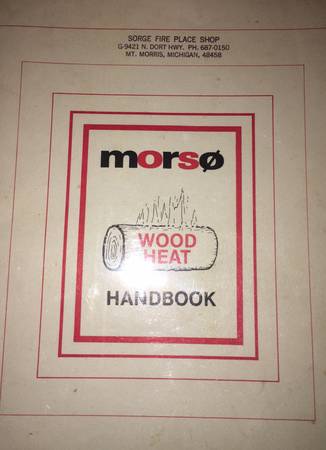 SORGE FIRE PLACE SHOP
G-9421 N. DORT HWY. PH. 687-0150
MT. MORRIS, MICHIGAN, 48458
morsø
WOOD
HEAT
HANDBOOK